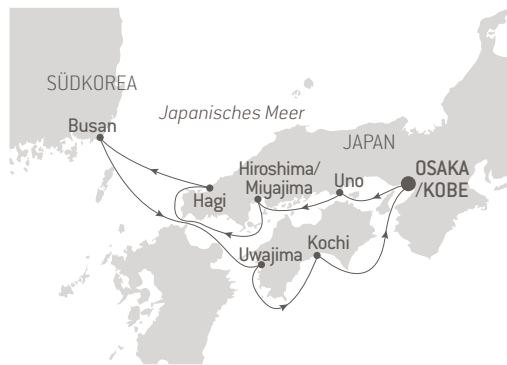 SÜDKOREA
Busan
Japanisches Meer
JAPAN
Hiroshima/
Miyajima
Uno
OSAKA
/KOBE
Hagi
Uwajima
Kochi